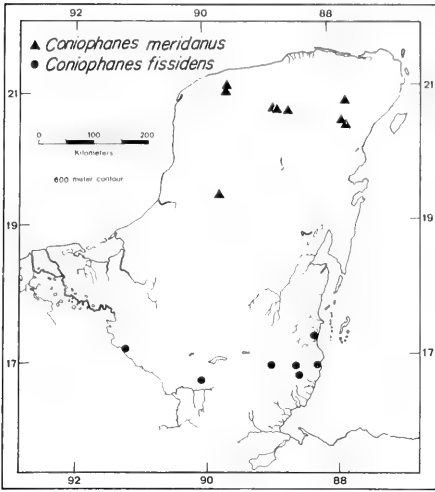 92 90 88
▲ Coniophanes meridanus
● Coniophanes fissidens
21 21
0 100 200
Kilometers
600 meter contour
19 19
17 17
92 90 88